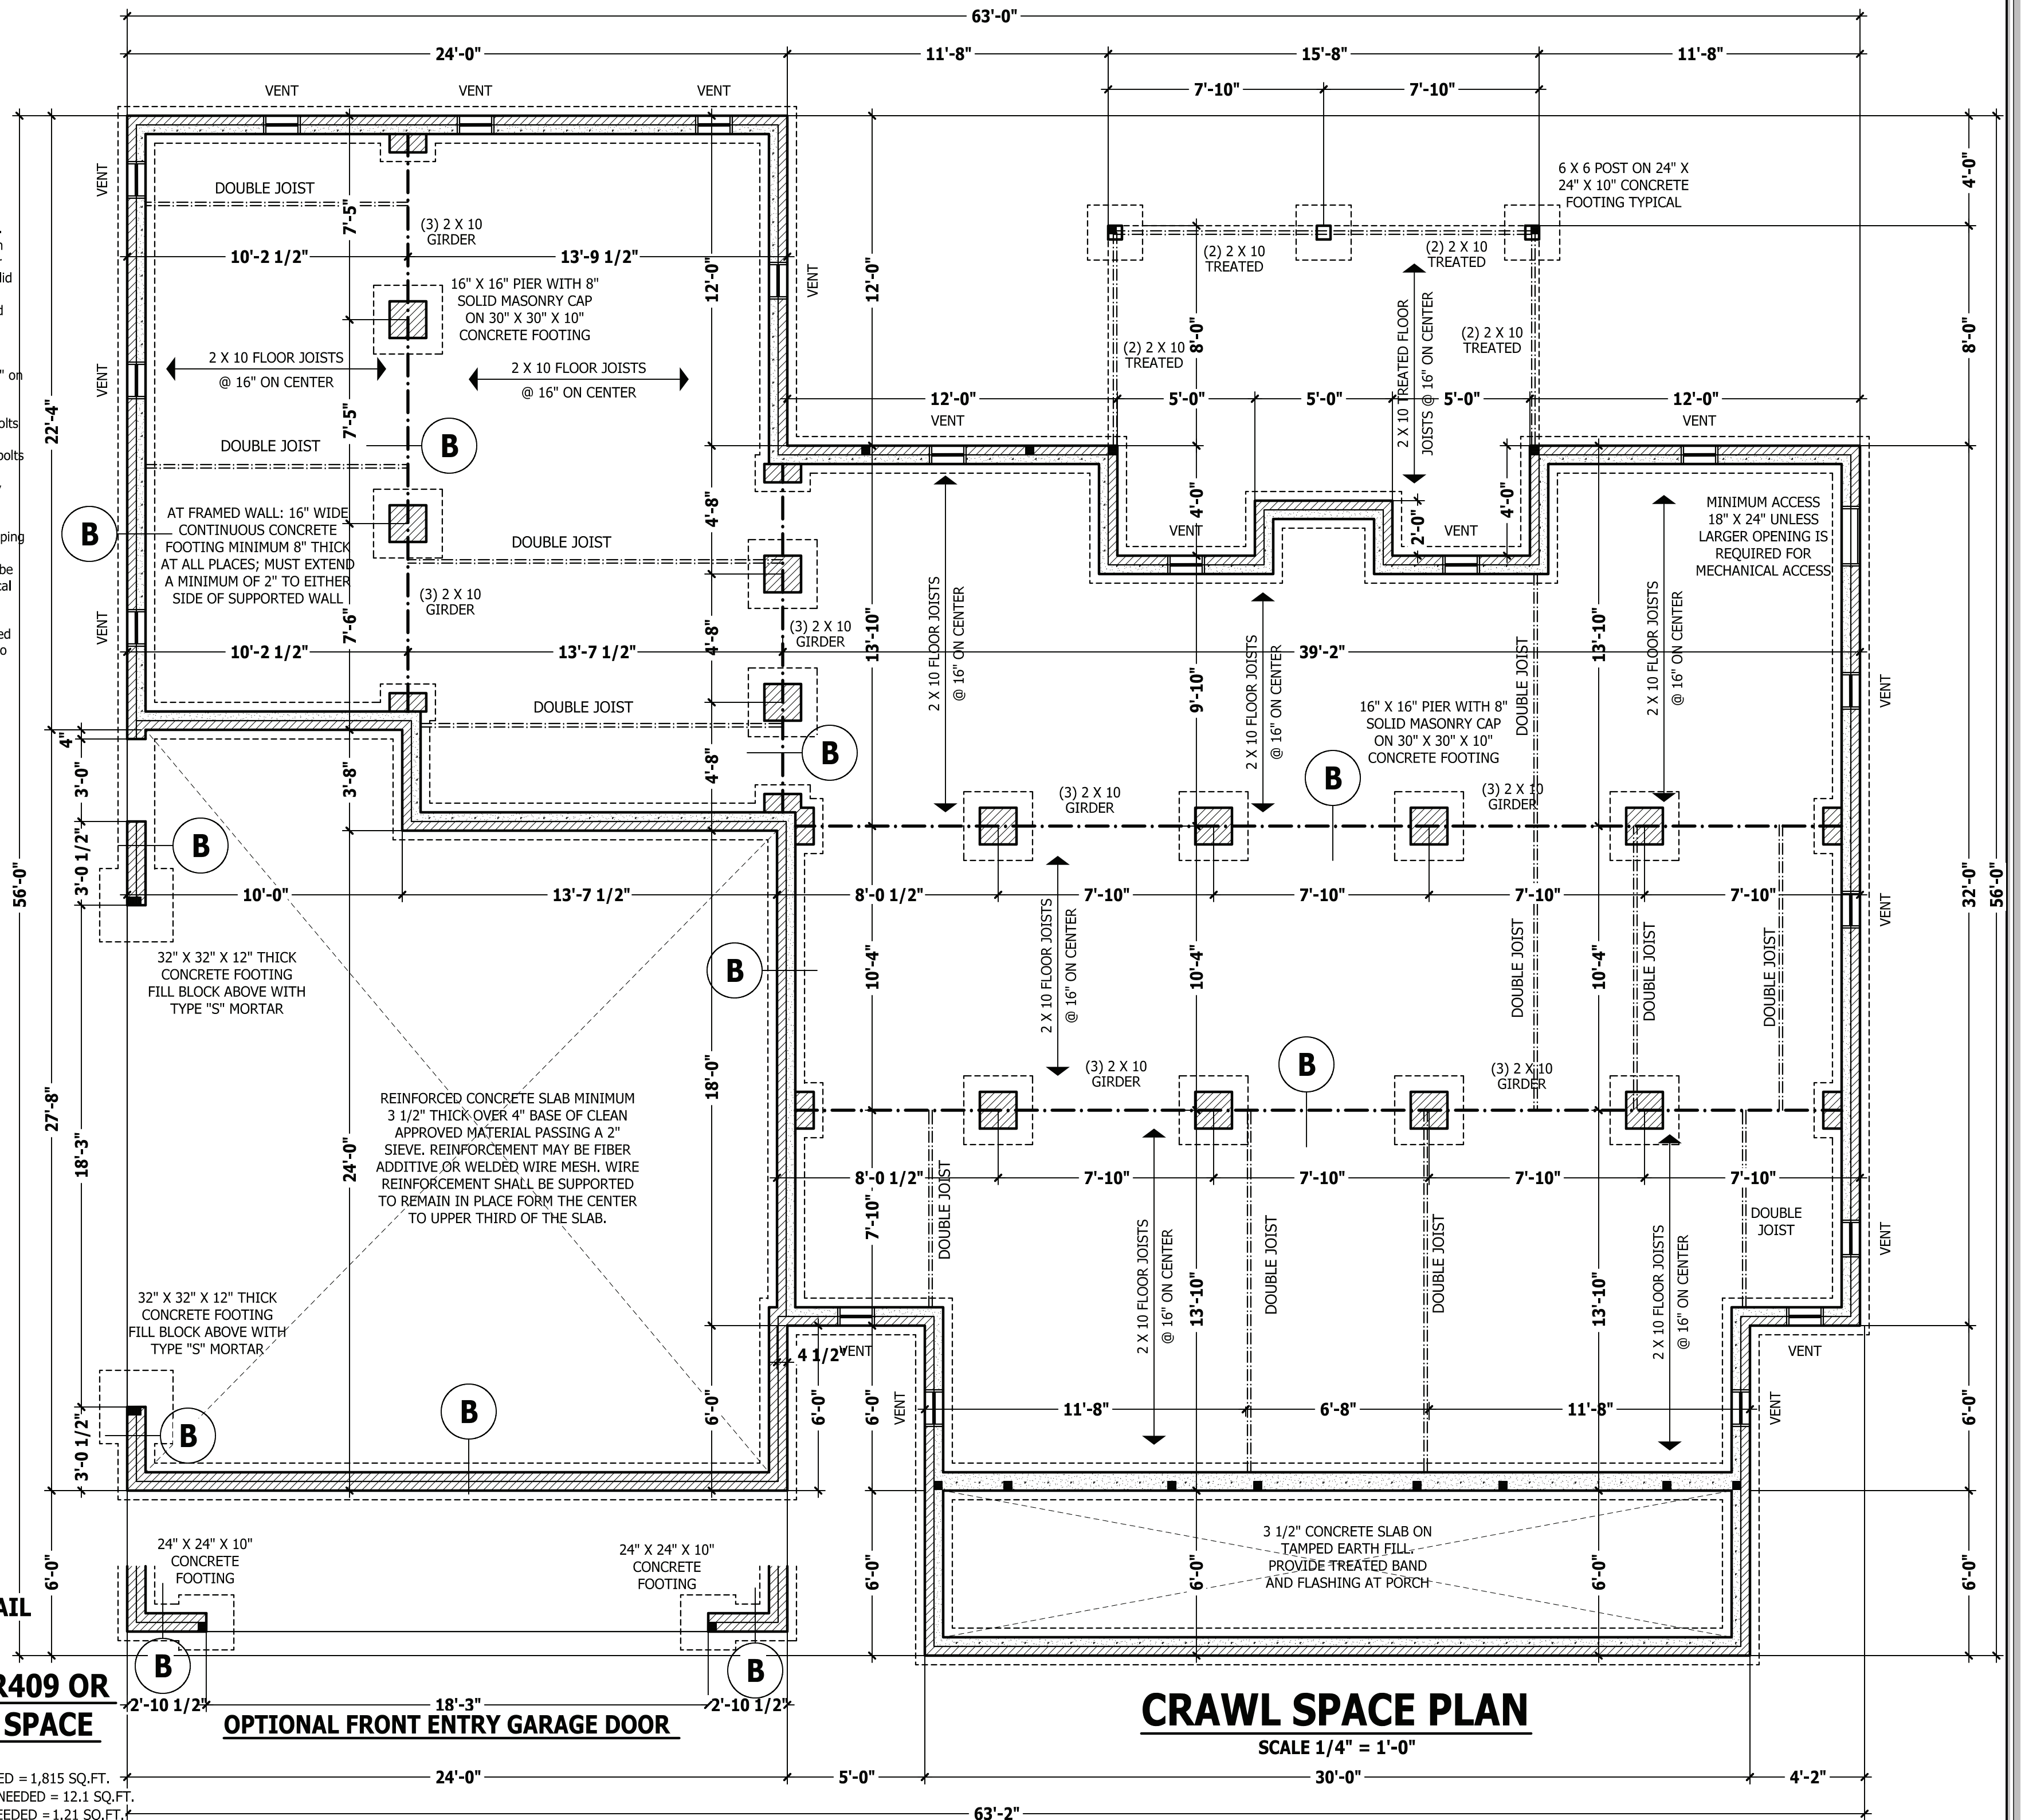 63'-0"
24'-0"
11'-8"
15'-8"
11'-8"
7'-10"
7'-10"
VENT
VENT
VENT
VENT
VENT
VENT
VENT
DOUBLE JOIST
7'-5"
(3) 2 X 10
GIRDER
10'-2 1/2"
13'-9 1/2"
12'-0"
12'-0"
16" X 16" PIER WITH 8"
SOLID MASONRY CAP
ON 30" X 30" X 10"
CONCRETE FOOTING
2 X 10 FLOOR JOISTS
@ 16" ON CENTER
2 X 10 FLOOR JOISTS
@ 16" ON CENTER
22'-4"
7'-5"
DOUBLE JOIST
B
B
AT FRAMED WALL: 16" WIDE
CONTINUOUS CONCRETE
FOOTING MINIMUM 8" THICK
AT ALL PLACES; MUST EXTEND
A MINIMUM OF 2" TO EITHER
SIDE OF SUPPORTED WALL
DOUBLE JOIST
4'-8"
(3) 2 X 10
GIRDER
7'-6"
4'-8"
(3) 2 X 10
GIRDER
10'-2 1/2"
13'-7 1/2"
39'-2"
DOUBLE JOIST
B
4'-8"
3'-8"
6 X 6 POST ON 24" X
24" X 10" CONCRETE
FOOTING TYPICAL
4'-0"
8'-0"
(2) 2 X 10
TREATED
(2) 2 X 10
TREATED
(2) 2 X 10
TREATED
(2) 2 X 10
TREATED
8'-0"
2 X 10 TREATED FLOOR
JOISTS @ 16" ON CENTER
12'-0"
5'-0"
5'-0"
5'-0"
12'-0"
VENT
VENT
4'-0"
VENT
2'-0"
VENT
4'-0"
MINIMUM ACCESS
18" X 24" UNLESS
LARGER OPENING IS
REQUIRED FOR
MECHANICAL ACCESS
13'-10"
2 X 10 FLOOR JOISTS
@ 16" ON CENTER
9'-10"
2 X 10 FLOOR JOISTS
@ 16" ON CENTER
DOUBLE JOIST
13'-10"
2 X 10 FLOOR JOISTS
@ 16" ON CENTER
VENT
16" X 16" PIER WITH 8"
SOLID MASONRY CAP
ON 30" X 30" X 10"
CONCRETE FOOTING
B
(3) 2 X 10
GIRDER
(3) 2 X 10
GIRDER
4"
3'-0"
3'-0 1/2"
B
56'-0"
10'-0"
13'-7 1/2"
8'-0 1/2"
7'-10"
7'-10"
7'-10"
7'-10"
VENT
32'-0"
56'-0"
32" X 32" X 12" THICK
CONCRETE FOOTING
FILL BLOCK ABOVE WITH
TYPE "S" MORTAR
B
10'-4"
2 X 10 FLOOR JOISTS
@ 16" ON CENTER
10'-4"
DOUBLE JOIST
10'-4"
DOUBLE JOIST
DOUBLE JOIST
27'-8"
18'-3"
24'-0"
18'-0"
REINFORCED CONCRETE SLAB MINIMUM
3 1/2" THICK OVER 4" BASE OF CLEAN
APPROVED MATERIAL PASSING A 2"
SIEVE. REINFORCEMENT MAY BE FIBER
ADDITIVE OR WELDED WIRE MESH. WIRE
REINFORCEMENT SHALL BE SUPPORTED
TO REMAIN IN PLACE FORM THE CENTER
TO UPPER THIRD OF THE SLAB.
(3) 2 X 10
GIRDER
B
(3) 2 X 10
GIRDER
8'-0 1/2"
7'-10"
7'-10"
7'-10"
7'-10"
7'-10"
DOUBLE JOIST
2 X 10 FLOOR JOISTS
@ 16" ON CENTER
13'-10"
DOUBLE JOIST
DOUBLE JOIST
13'-10"
2 X 10 FLOOR JOISTS
@ 16" ON CENTER
DOUBLE
JOIST
VENT
32" X 32" X 12" THICK
CONCRETE FOOTING
FILL BLOCK ABOVE WITH
TYPE "S" MORTAR
4 1/2"
VENT
VENT
3'-0 1/2"
B
B
6'-0"
6'-0"
6'-0"
VENT
11'-8"
6'-8"
11'-8"
VENT
6'-0"
24" X 24" X 10"
CONCRETE
FOOTING
24" X 24" X 10"
CONCRETE
FOOTING
6'-0"
6'-0"
6'-0"
3 1/2" CONCRETE SLAB ON
TAMPED EARTH FILL.
PROVIDE TREATED BAND
AND FLASHING AT PORCH
6'-0"
6'-0"
B
B
2'-10 1/2"
18'-3"
2'-10 1/2"
OPTIONAL FRONT ENTRY GARAGE DOOR
CRAWL SPACE PLAN
SCALE 1/4" = 1'-0"
24'-0"
5'-0"
30'-0"
4'-2"
63'-2"
lid
" on
be
AIL
R409 OR
SPACE
ED = 1,815 SQ.FT.
NEEDED = 12.1 SQ.FT.
EEDED = 1.21 SQ.FT.